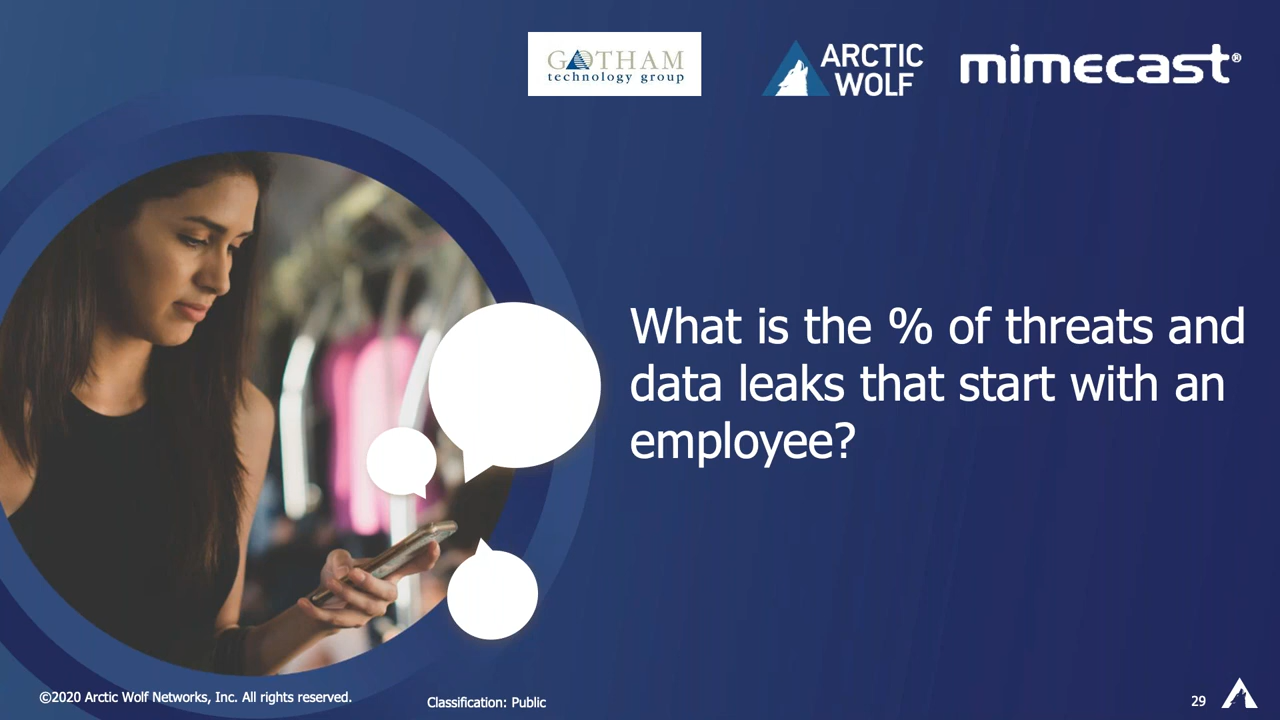 GOTHAM
technology group
ARCTIC
WOLF
mimecast®
What is the % of threats and
data leaks that start with an
employee?
©2020 Arctic Wolf Networks, Inc. All rights reserved.
Classification: Public
29